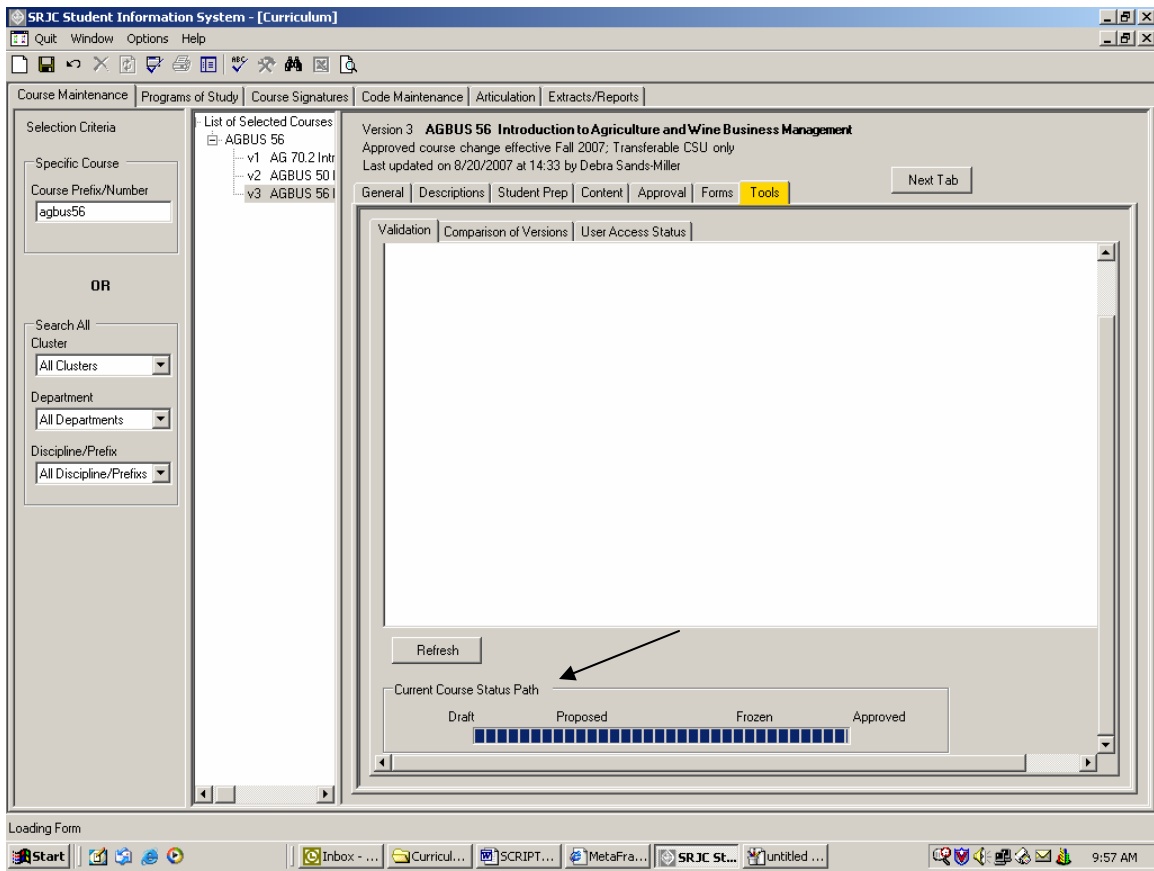 SRJC Student Information System - [Curriculum]
Quit Window Options Help
ABC
Course Maintenance Programs of Study Course Signatures Code Maintenance Articulation Extracts/Reports
Selection Criteria
Specific Course
Course Prefix/Number
agbus56
OR
Search All
Cluster
All Clusters
Department
All Departments
Discipline/Prefix
All Discipline/Prefixs
List of Selected Courses
AGBUS 56
v1 AG 70.2 Intr
v2 AGBUS 50 I
v3 AGBUS 56 I
Version 3 AGBUS 56 Introduction to Agriculture and Wine Business Management
Approved course change effective Fall 2007; Transferable CSU only
Last updated on 8/20/2007 at 14:33 by Debra Sands-Miller
Next Tab
General Descriptions Student Prep Content Approval Forms Tools
Validation Comparison of Versions User Access Status
Refresh
Current Course Status Path
Draft Proposed Frozen Approved
Loading Form
Start Inbox - ... Curricul... SCRIPT... MetaFra... SRJC St... untitled ... 9:57 AM